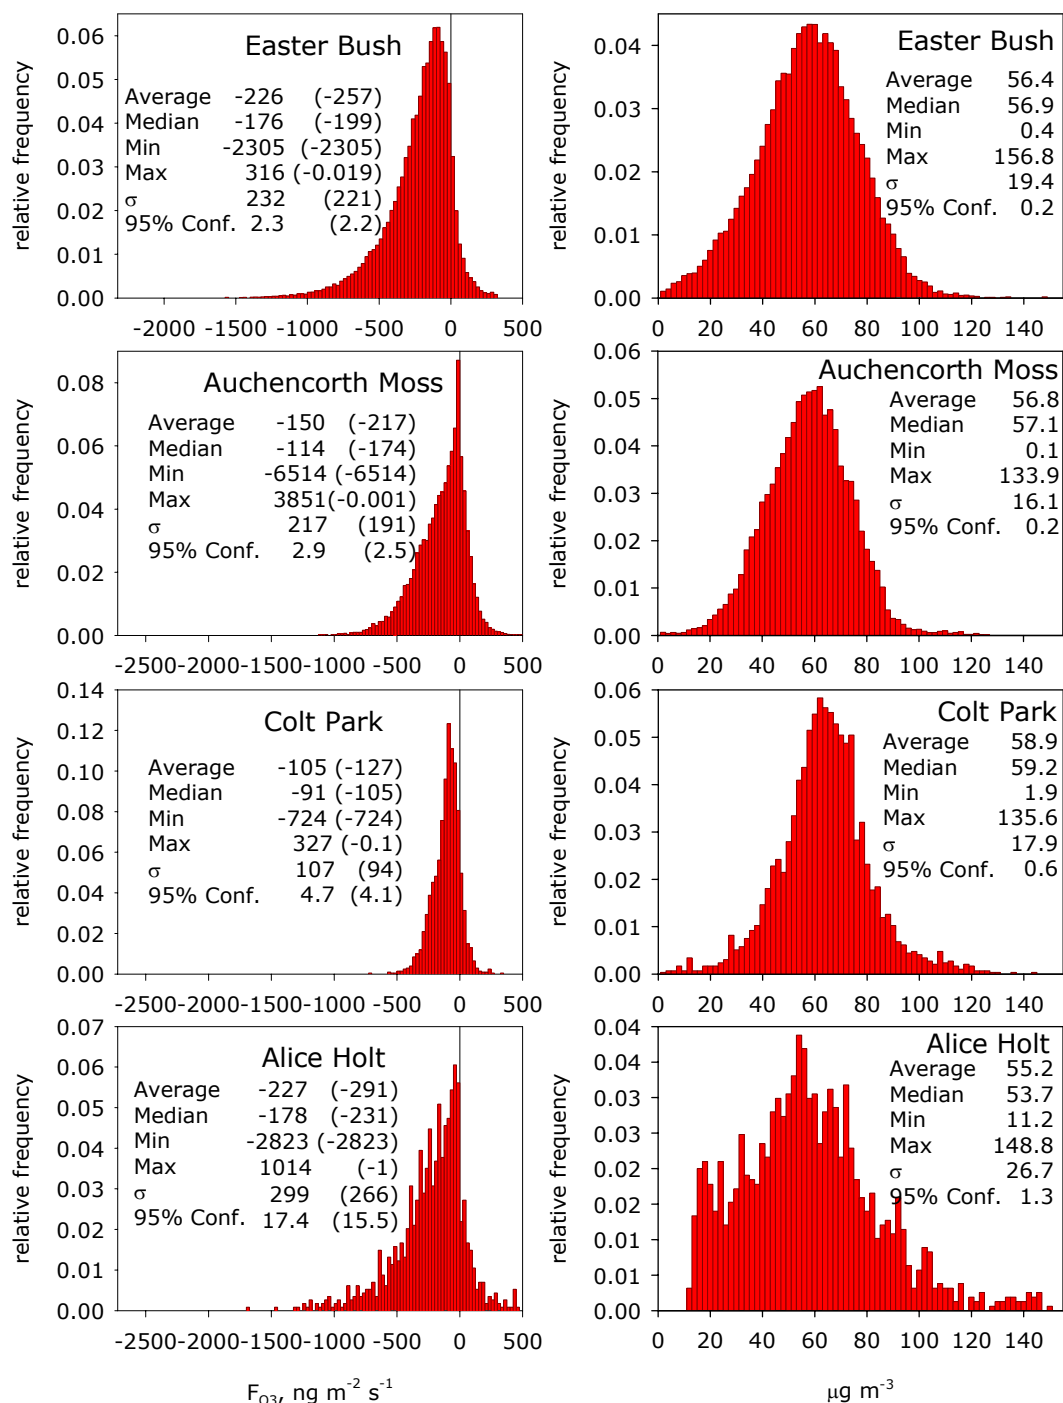 Easter Bush
Average -226 (-257)
Median -176 (-199)
Min -2305 (-2305)
Max 316 (-0.019)
σ 232 (221)
95% Conf. 2.3 (2.2)
relative frequency
0.06
0.05
0.04
0.03
0.02
0.01
0.00
-2000 -1500 -1000 -500 0 500
Easter Bush
Average 56.4
Median 56.9
Min 0.4
Max 156.8
σ 19.4
95% Conf. 0.2
relative frequency
0.04
0.03
0.02
0.01
0.00
0 20 40 60 80 100 120 140
Auchencorth Moss
Average -150 (-217)
Median -114 (-174)
Min -6514 (-6514)
Max 3851 (-0.001)
σ 217 (191)
95% Conf. 2.9 (2.5)
relative frequency
0.08
0.06
0.04
0.02
0.00
-2500 -2000 -1500 -1000 -500 0 500
Auchencorth Moss
Average 56.8
Median 57.1
Min 0.1
Max 133.9
σ 16.1
95% Conf. 0.2
relative frequency
0.06
0.05
0.04
0.03
0.02
0.01
0.00
0 20 40 60 80 100 120 140
Colt Park
Average -105 (-127)
Median -91 (-105)
Min -724 (-724)
Max 327 (-0.1)
σ 107 (94)
95% Conf. 4.7 (4.1)
relative frequency
0.14
0.12
0.10
0.08
0.06
0.04
0.02
0.00
-2500 -2000 -1500 -1000 -500 0 500
Colt Park
Average 58.9
Median 59.2
Min 1.9
Max 135.6
σ 17.9
95% Conf. 0.6
relative frequency
0.06
0.05
0.04
0.03
0.02
0.01
0.00
0 20 40 60 80 100 120 140
Alice Holt
Average -227 (-291)
Median -178 (-231)
Min -2823 (-2823)
Max 1014 (-1)
σ 299 (266)
95% Conf. 17.4 (15.5)
relative frequency
0.07
0.06
0.05
0.04
0.03
0.02
0.01
0.00
-2500 -2000 -1500 -1000 -500 0 500
F_O3, ng m⁻² s⁻¹
Alice Holt
Average 55.2
Median 53.7
Min 11.2
Max 148.8
σ 26.7
95% Conf. 1.3
relative frequency
0.04
0.04
0.03
0.03
0.02
0.02
0.01
0.01
0.00
0 20 40 60 80 100 120 140
μg m⁻³